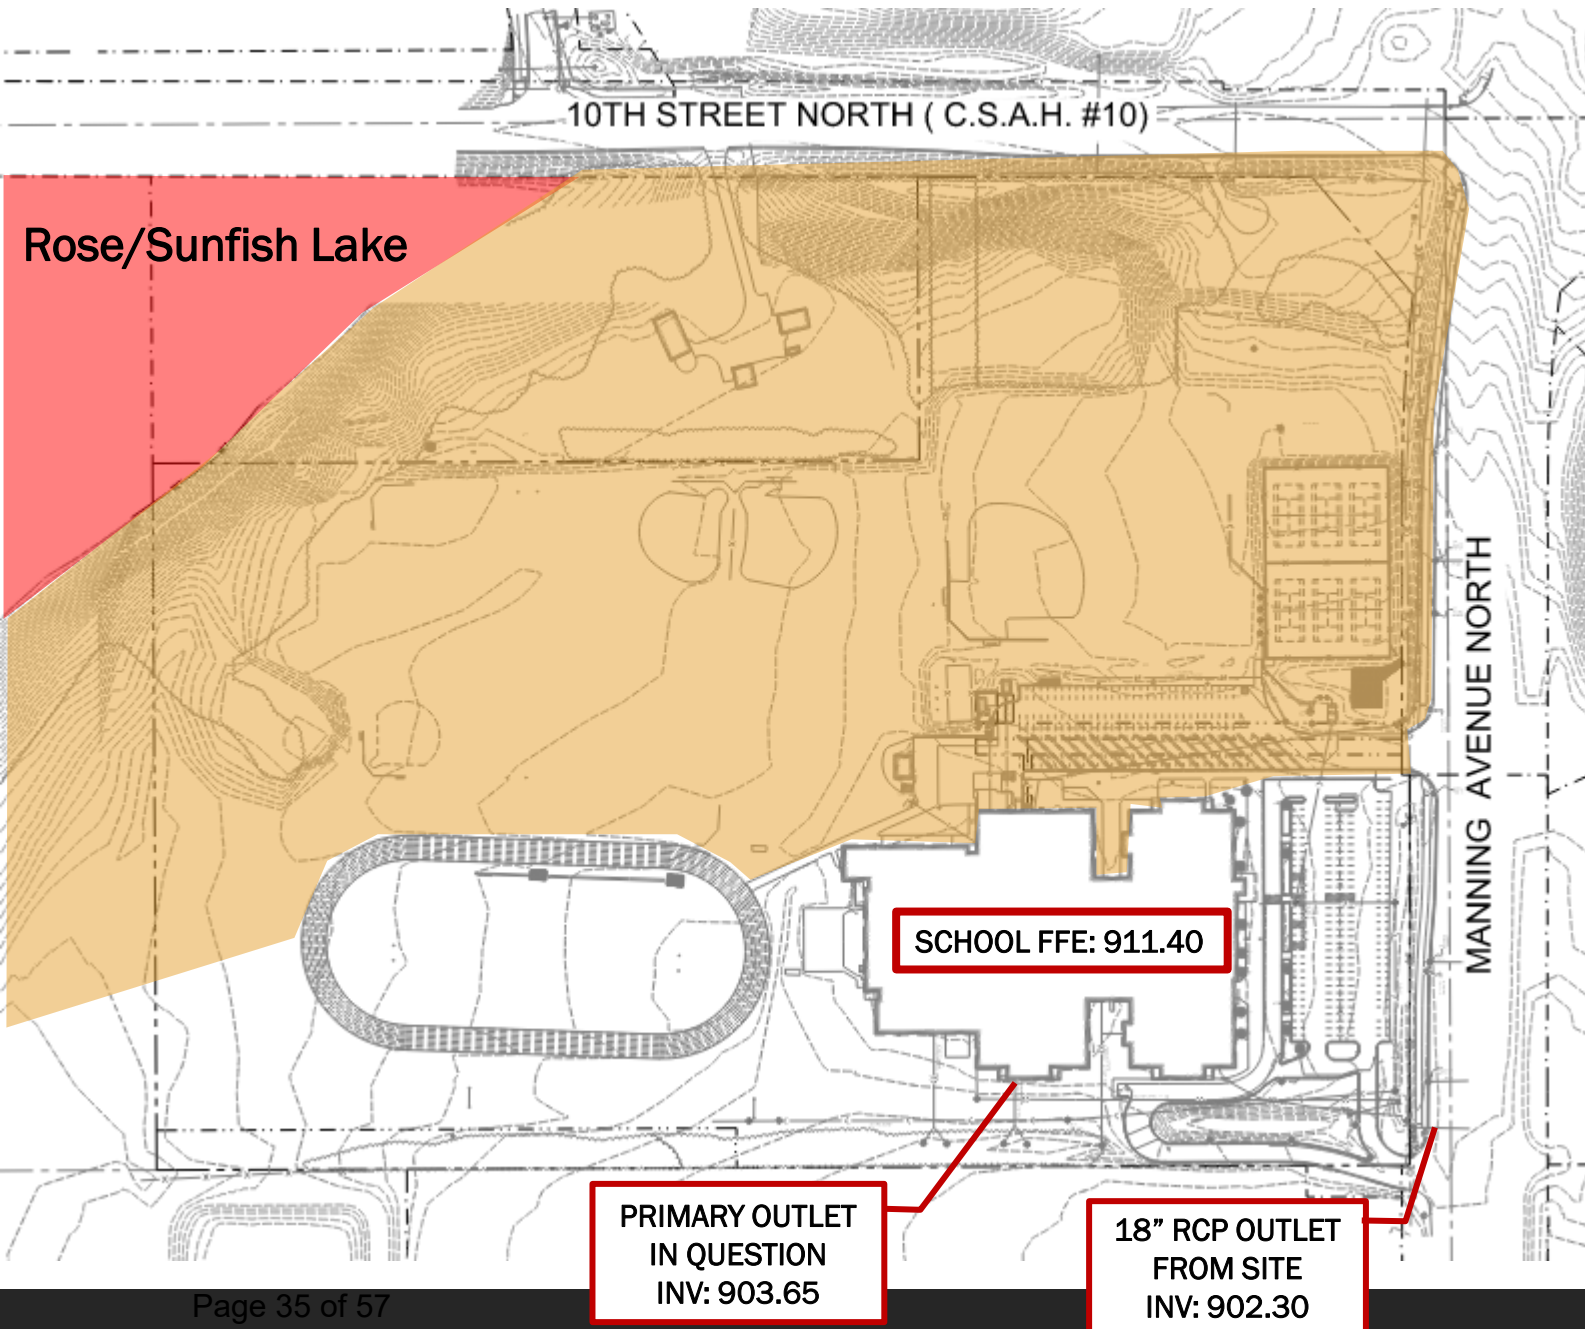 10TH STREET NORTH ( C.S.A.H. #10)
Rose/Sunfish Lake
MANNING AVENUE NORTH
SCHOOL FFE: 911.40
PRIMARY OUTLET
IN QUESTION
INV: 903.65
18” RCP OUTLET
FROM SITE
INV: 902.30
Page 35 of 57